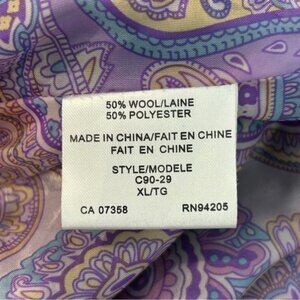 50% WOOL/LAINE
50% POLYESTER
MADE IN CHINA/FAIT EN CHINE
FAIT EN CHINE
STYLE/MODELE
C90-29
XL/TG
CA 07358 RN94205